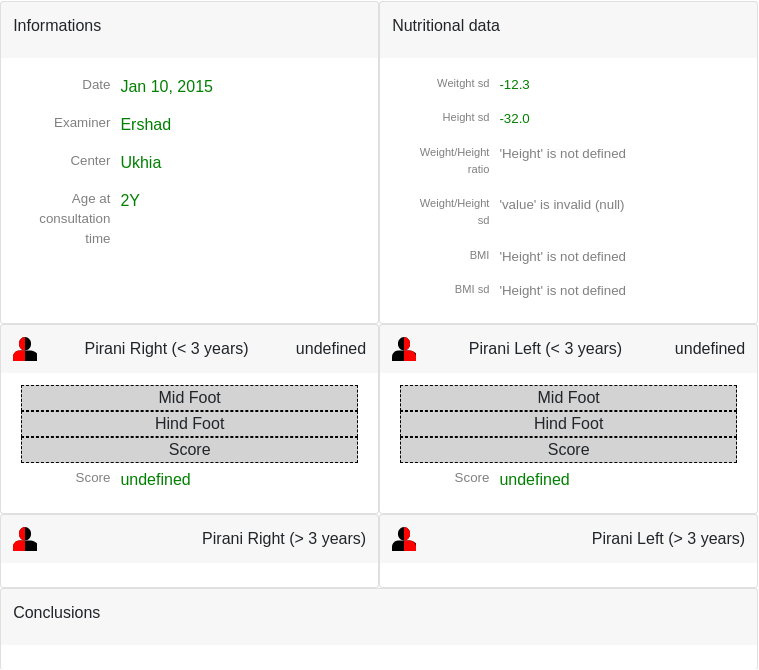 Informations
Date Jan 10, 2015
Examiner Ershad
Center Ukhia
Age at 2Y
consultation
time
Nutritional data
Weitght sd -12.3
Height sd -32.0
Weight/Height 'Height' is not defined
ratio
Weight/Height 'value' is invalid (null)
sd
BMI 'Height' is not defined
BMI sd 'Height' is not defined
Pirani Right (< 3 years) undefined
Mid Foot
Hind Foot
Score
Score undefined
Pirani Left (< 3 years) undefined
Mid Foot
Hind Foot
Score
Score undefined
Pirani Right (> 3 years)
Pirani Left (> 3 years)
Conclusions